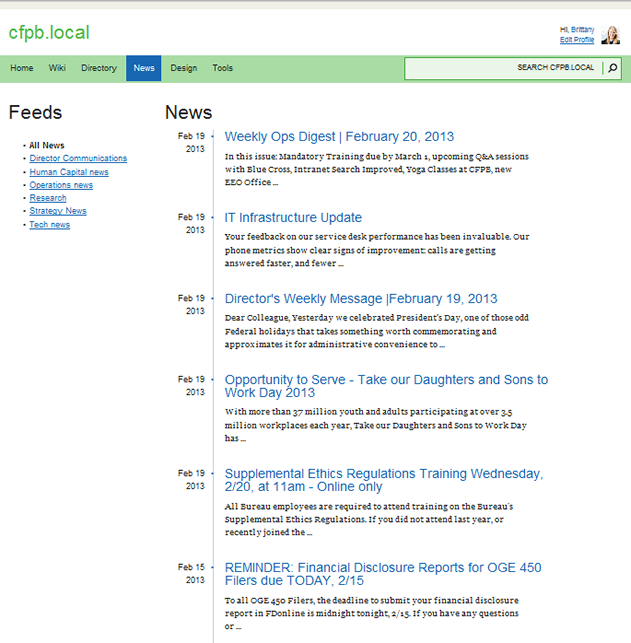 cfpb.local
Hi, Brittany
Edit Profile
Home Wiki Directory News Design Tools
SEARCH CFPB.LOCAL
Feeds
• All News
• Director Communications
• Human Capital news
• Operations news
• Research
• Strategy News
• Tech news
News
Feb 19
2013
Weekly Ops Digest | February 20, 2013
In this issue: Mandatory Training due by March 1, upcoming Q&A sessions
with Blue Cross, Intranet Search Improved, Yoga Classes at CFPB, new
EEO Office ...
Feb 19
2013
IT Infrastructure Update
Your feedback on our service desk performance has been invaluable. Our
phone metrics show clear signs of improvement: calls are getting
answered faster, and fewer ...
Feb 19
2013
Director's Weekly Message |February 19, 2013
Dear Colleague, Yesterday we celebrated President's Day, one of those odd
Federal holidays that takes something worth commemorating and
approximates it for administrative convenience to ...
Feb 19
2013
Opportunity to Serve - Take our Daughters and Sons to
Work Day 2013
With more than 37 million youth and adults participating at over 3.5
million workplaces each year, Take our Daughters and Sons to Work Day
has ...
Feb 19
2013
Supplemental Ethics Regulations Training Wednesday,
2/20, at 11am - Online only
All Bureau employees are required to attend training on the Bureau's
Supplemental Ethics Regulations. If you did not attend last year, or
recently joined the ...
Feb 15
2013
REMINDER: Financial Disclosure Reports for OGE 450
Filers due TODAY, 2/15
To all OGE 450 Filers, the deadline to submit your financial disclosure
report in FDonline is midnight tonight, 2/15. If you have any questions
or ...